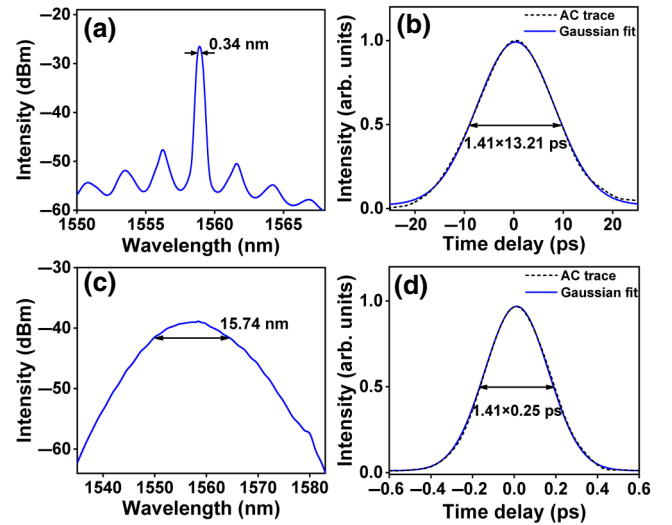 (a)
0.34 nm
Intensity (dBm)
−20
−30
−40
−50
−60
1550
1555
1560
1565
Wavelength (nm)
(b)
AC trace
Gaussian fit
1.41×13.21 ps
Intensity (arb. units)
1.0
0.5
0.0
−20
−10
0
10
20
Time delay (ps)
(c)
15.74 nm
Intensity (dBm)
−30
−40
−50
−60
1540
1550
1560
1570
1580
Wavelength (nm)
(d)
AC trace
Gaussian fit
1.41×0.25 ps
Intensity (arb. units)
1.0
0.5
0.0
−0.6
−0.4
−0.2
0.0
0.2
0.4
0.6
Time delay (ps)